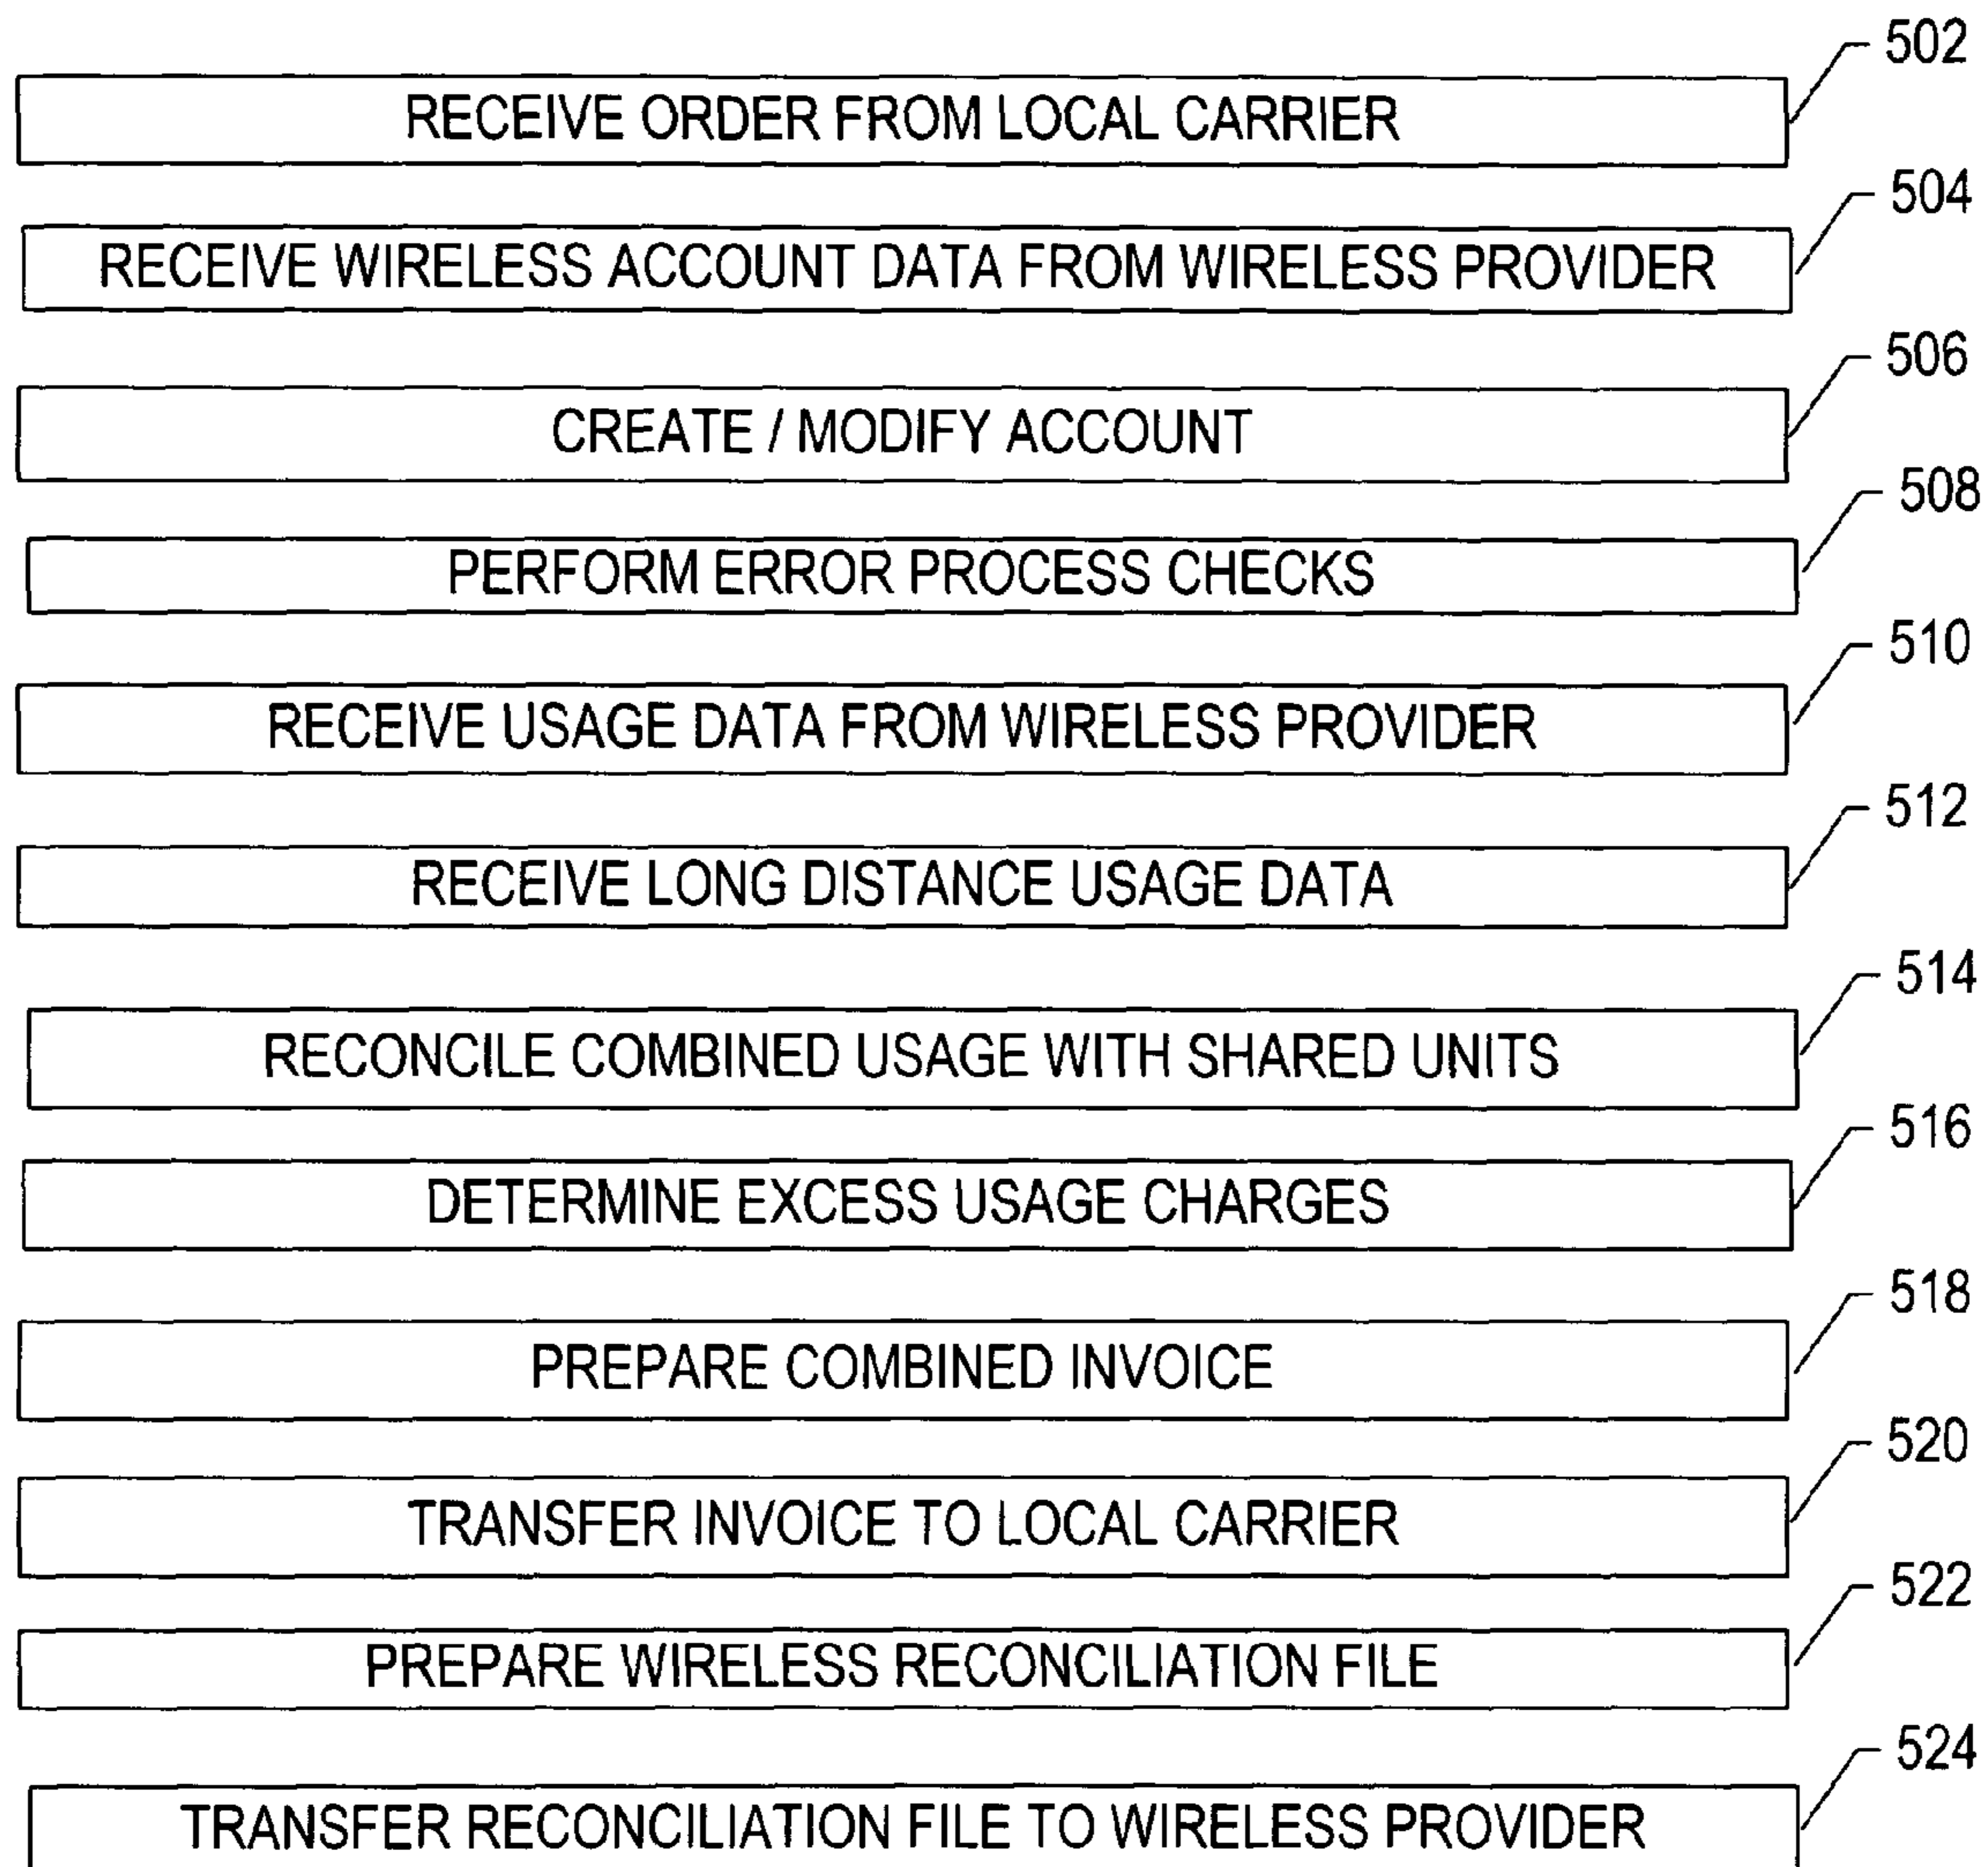 502
RECEIVE ORDER FROM LOCAL CARRIER
504
RECEIVE WIRELESS ACCOUNT DATA FROM WIRELESS PROVIDER
506
CREATE / MODIFY ACCOUNT
508
PERFORM ERROR PROCESS CHECKS
510
RECEIVE USAGE DATA FROM WIRELESS PROVIDER
512
RECEIVE LONG DISTANCE USAGE DATA
514
RECONCILE COMBINED USAGE WITH SHARED UNITS
516
DETERMINE EXCESS USAGE CHARGES
518
PREPARE COMBINED INVOICE
520
TRANSFER INVOICE TO LOCAL CARRIER
522
PREPARE WIRELESS RECONCILIATION FILE
524
TRANSFER RECONCILIATION FILE TO WIRELESS PROVIDER